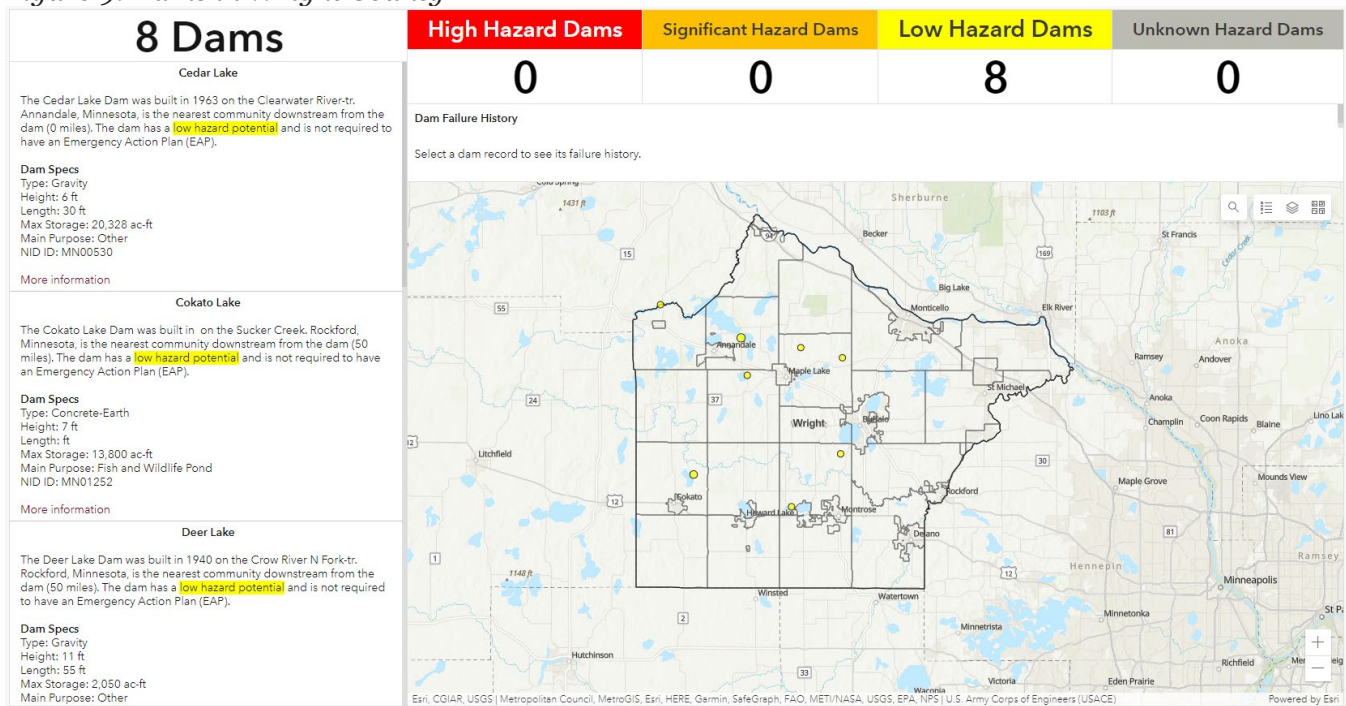 8 Dams
Cedar Lake
The Cedar Lake Dam was built in 1963 on the Clearwater River-tr.
Annandale, Minnesota, is the nearest community downstream from the
dam (0 miles). The dam has a low hazard potential and is not required to
have an Emergency Action Plan (EAP).
Dam Specs
Type: Gravity
Height: 6 ft
Length: 30 ft
Max Storage: 20,328 ac-ft
Main Purpose: Other
NID ID: MN00530
More information
Cokato Lake
The Cokato Lake Dam was built in  on the Sucker Creek. Rockford,
Minnesota, is the nearest community downstream from the dam (50
miles). The dam has a low hazard potential and is not required to have
an Emergency Action Plan (EAP).
Dam Specs
Type: Concrete-Earth
Height: 7 ft
Length: ft
Max Storage: 13,800 ac-ft
Main Purpose: Fish and Wildlife Pond
NID ID: MN01252
More information
Deer Lake
The Deer Lake Dam was built in 1940 on the Crow River N Fork-tr.
Rockford, Minnesota, is the nearest community downstream from the
dam (50 miles). The dam has a low hazard potential and is not required
to have an Emergency Action Plan (EAP).
Dam Specs
Type: Gravity
Height: 11 ft
Length: 55 ft
Max Storage: 2,050 ac-ft
Main Purpose: Other
High Hazard Dams
0
Significant Hazard Dams
0
Low Hazard Dams
8
Unknown Hazard Dams
0
Dam Failure History
Select a dam record to see its failure history.
1431 ft
Sherburne
1103 ft
St Francis
Cedar Creek
Becker
94
15
169
Big Lake
Monticello
Elk River
55
Annandale
Maple Lake
Anoka
Ramsey
Andover
St Michael
Anoka
24
37
Champlin
Coon Rapids
Blaine
Lino Lak
Wright
Buffalo
12
Litchfield
30
Maple Grove
Mounds View
Rockford
12
Cokato
Howard Lake
Montrose
Delano
81
1
g
Ramsey
1148 ft
12
Hennepin
Minneapolis
Winsted
Watertown
2
Minnetonka
St P
Minnetrista
Hutchinson
33
Richfield
Victoria
Eden Prairie
Waconia
Esri, CGIAR, USGS | Metropolitan Council, MetroGIS, Esri, HERE, Garmin, SafeGraph, FAO, METI/NASA, USGS, EPA, NPS | U.S. Army Corps of Engineers (USACE)
Powered by Esri